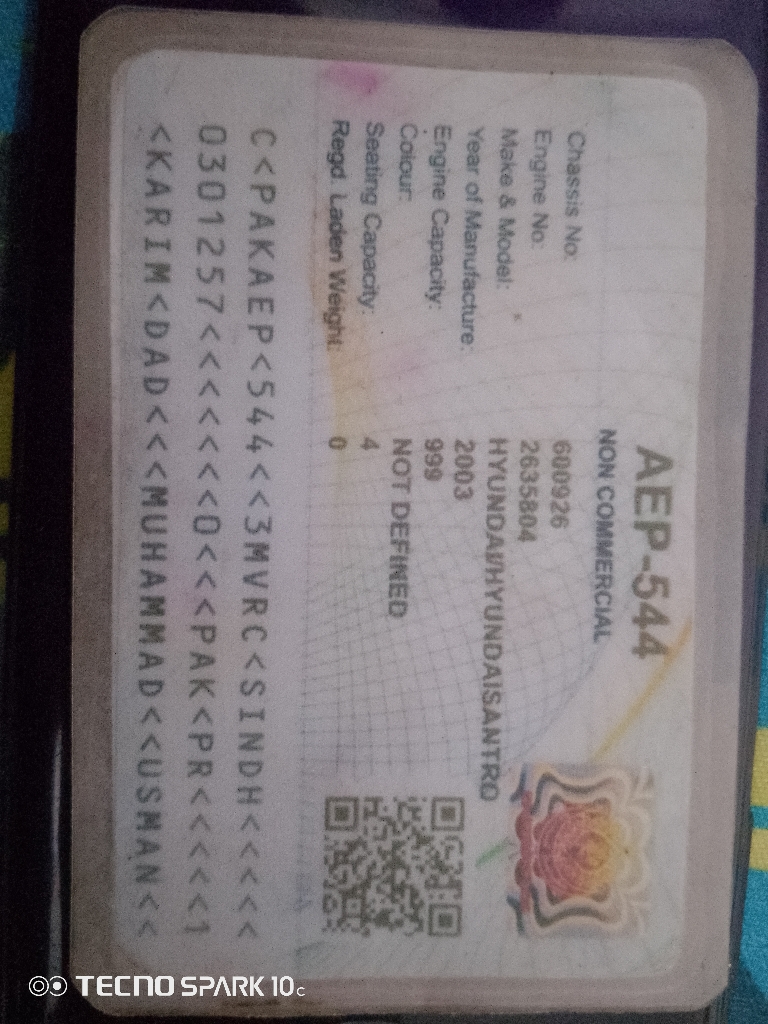 AEP-544
NON COMMERCIAL
Chassis No: 600926
Engine No: 2635804
Make & Model: HYUNDAI/HYUNDAISANTRO
Year of Manufacture: 2003
Engine Capacity: 999
Colour: NOT DEFINED
Seating Capacity: 4
Regd. Laden Weight: 0
C<PAKAEP<544<<3MVRC<SINDH<<<<<
0301257<<<<<<<0<<<PAK<PR<<<<<1
<KARIM<DAD<<<MUHAMMAD<<USMAN<<
TECNO SPARK 10C